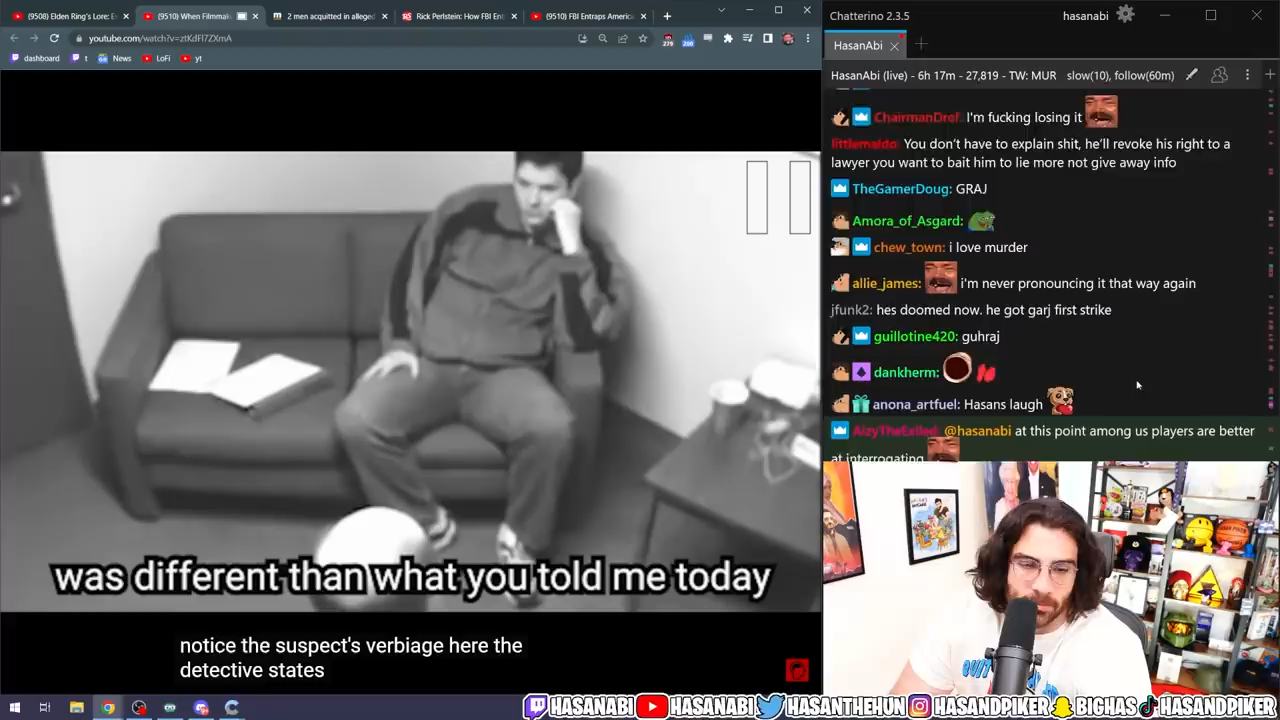 (9508) Elden Ring's Lore: E
(9510) When Filmmak
2 men acquitted in alleged
Rick Perlstein: How FBI Ent
(9510) FBI Entraps America
youtube.com/watch?v=ztKdFl7ZXmA
279
200
dashboard
t
News
LoFi
yt
was different than what you told me today
notice the suspect's verbiage here the
detective states
Chatterino 2.3.5
hasanabi
HasanAbi
HasanAbi (live) - 6h 17m - 27,819 - TW: MUR
slow(10), follow(60m)
ChairmanDref: I'm fucking losing it
littlemaldo: You don't have to explain shit, he'll revoke his right to a
lawyer you want to bait him to lie more not give away info
TheGamerDoug: GRAJ
Amora_of_Asgard:
chew_town: i love murder
allie_james: i'm never pronouncing it that way again
jfunk2: hes doomed now. he got garj first strike
guillotine420: guhraj
dankherm:
anona_artfuel: Hasans laugh
AizyTheExiled: @hasanabi at this point among us players are better
at interrogating
HASANABI
HASANABI
HASANTHEHUN
HASANDPIKER
BIGHAS
HASANDPIKER